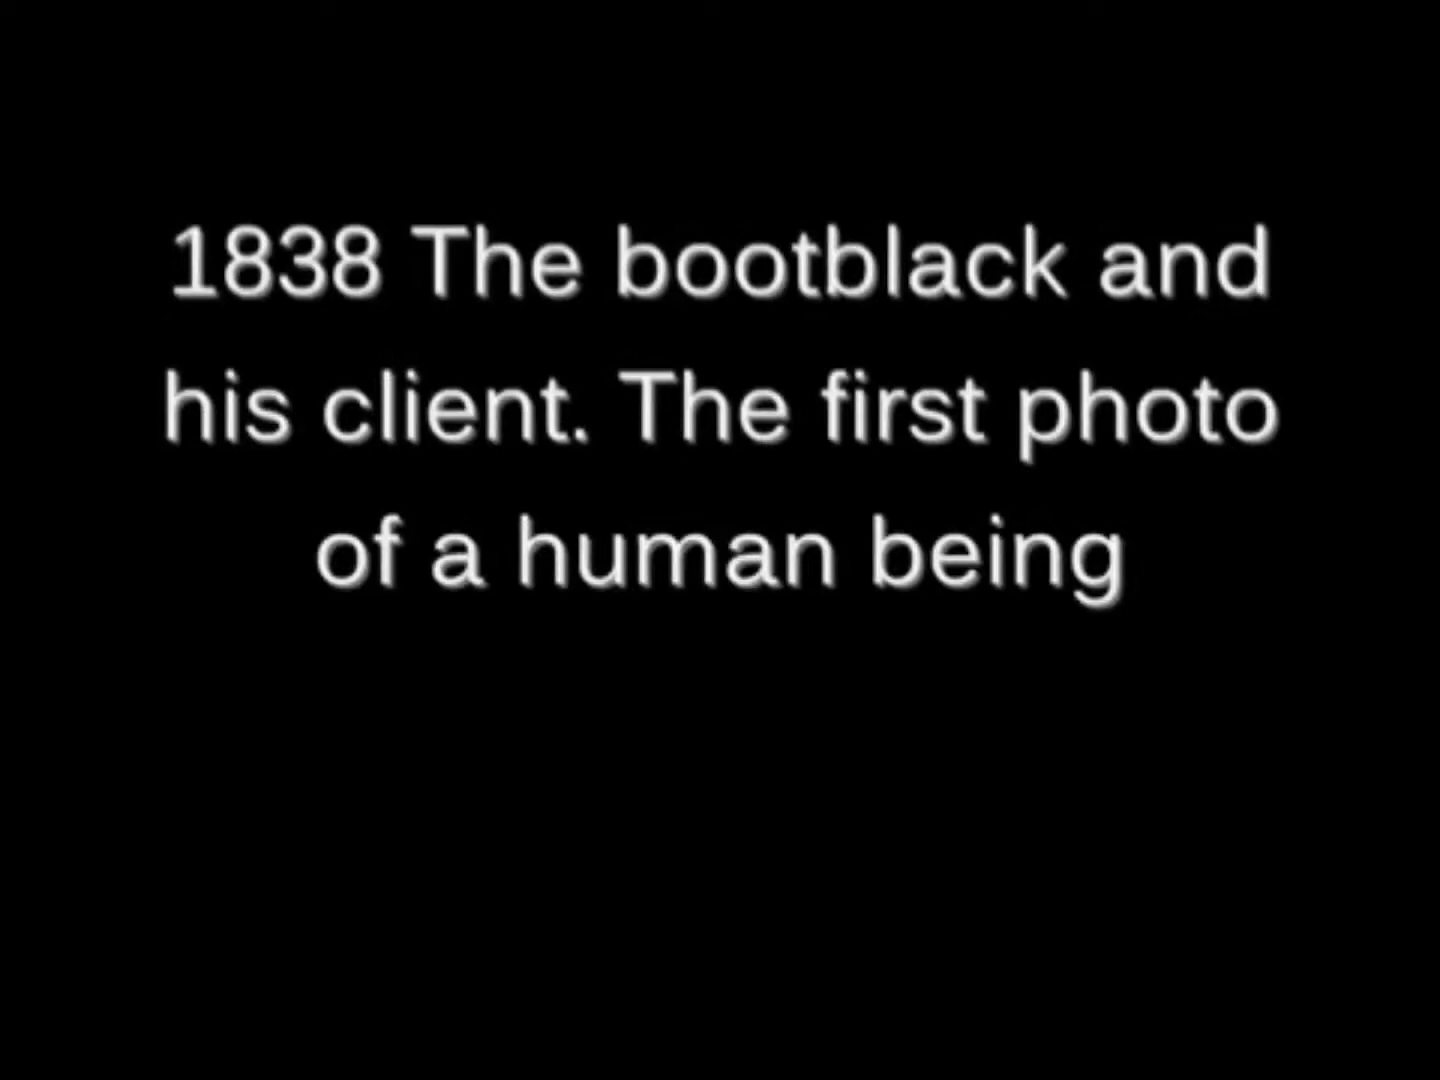 1838 The bootblack and
his client. The first photo
of a human being